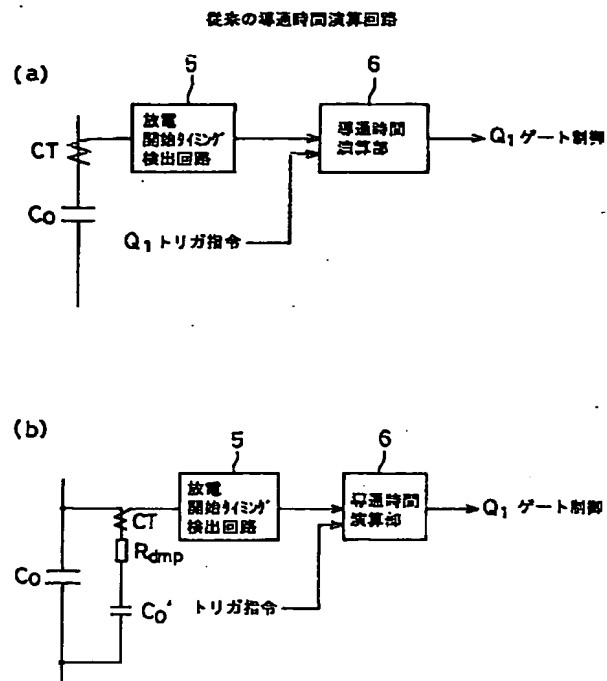 従来の導通時間演算回路
(a)
5
6
放電
開始タイミング
検出回路
導通時間
演算部
Q₁ ゲート制御
CT
C₀
Q₁ トリガ指令
(b)
5
6
放電
開始タイミング
検出回路
導通時間
演算部
Q₁ ゲート制御
CT
Rdmp
C₀
C₀'
トリガ指令